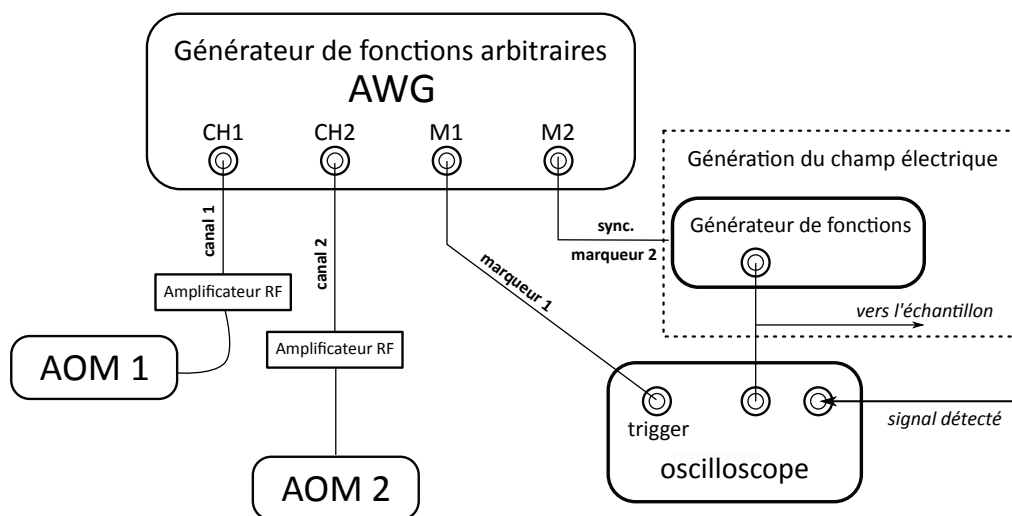 Générateur de fonctions arbitraires
AWG
CH1
CH2
M1
M2
canal 1
canal 2
marqueur 1
sync.
marqueur 2
Génération du champ électrique
Générateur de fonctions
vers l'échantillon
Amplificateur RF
Amplificateur RF
AOM 1
AOM 2
trigger
signal détecté
oscilloscope